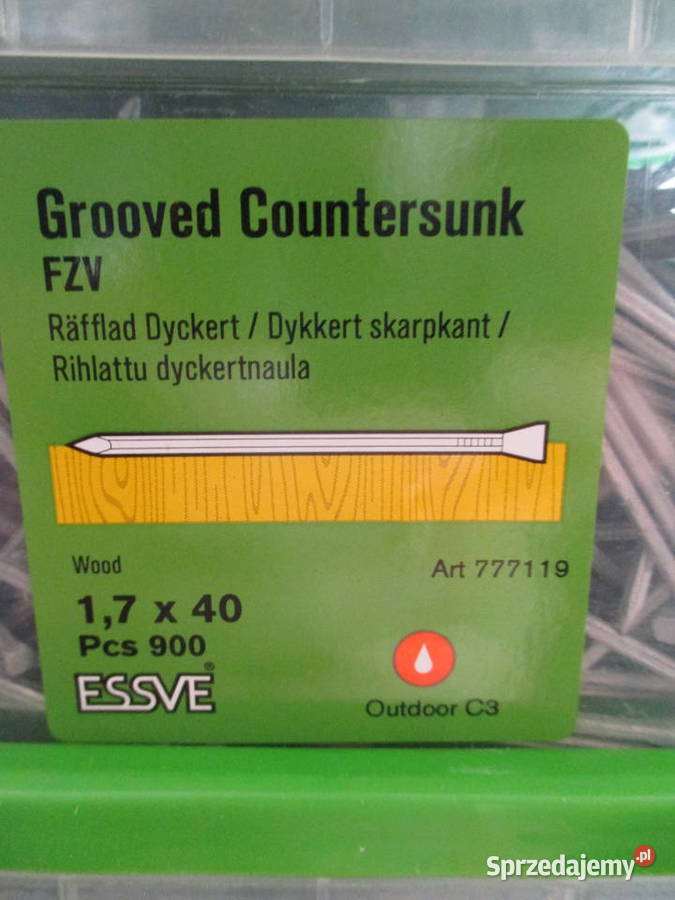 Grooved Countersunk
FZV
Räfflad Dyckert / Dykkert skarpkant /
Rihlattu dyckertnaula
Wood
Art 777119
1,7 x 40
Pcs 900
ESSVE®
Outdoor C3
Sprzedajemy.pl